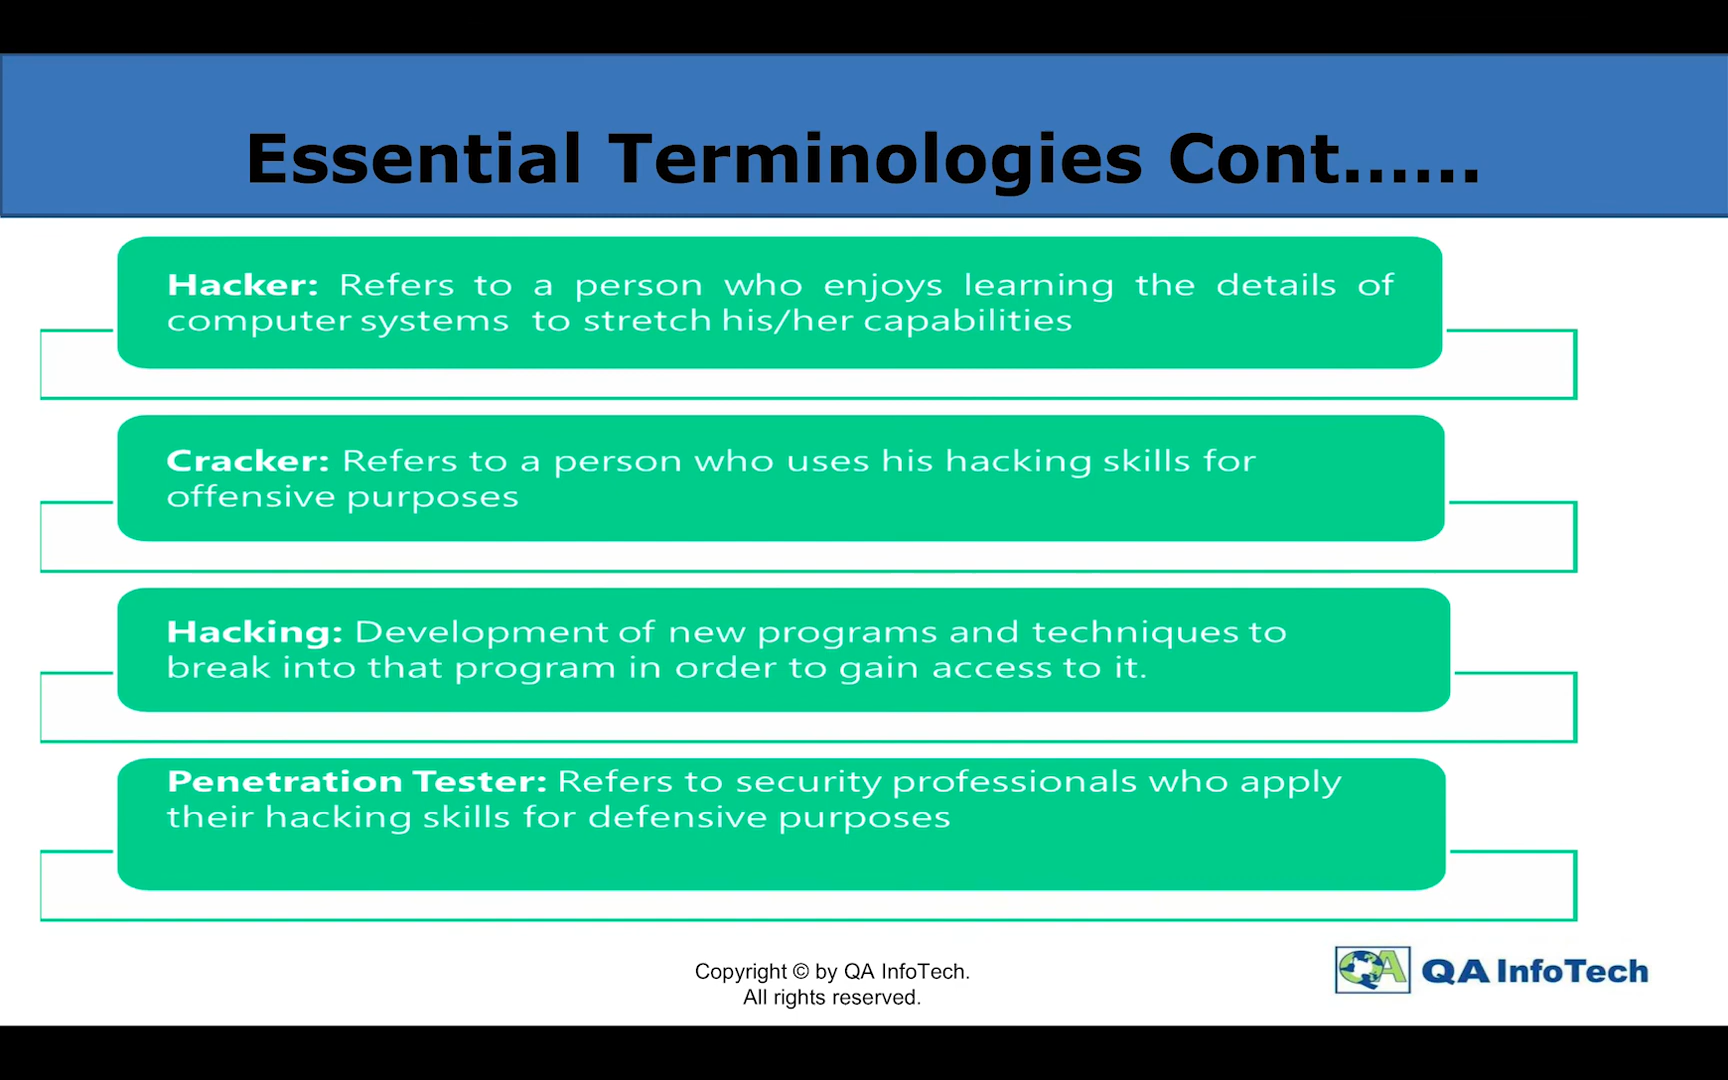 Essential Terminologies Cont......
Hacker: Refers to a person who enjoys learning the details of
computer systems to stretch his/her capabilities
Cracker: Refers to a person who uses his hacking skills for
offensive purposes
Hacking: Development of new programs and techniques to
break into that program in order to gain access to it.
Penetration Tester: Refers to security professionals who apply
their hacking skills for defensive purposes
Copyright © by QA InfoTech.
All rights reserved.
QA
QA InfoTech